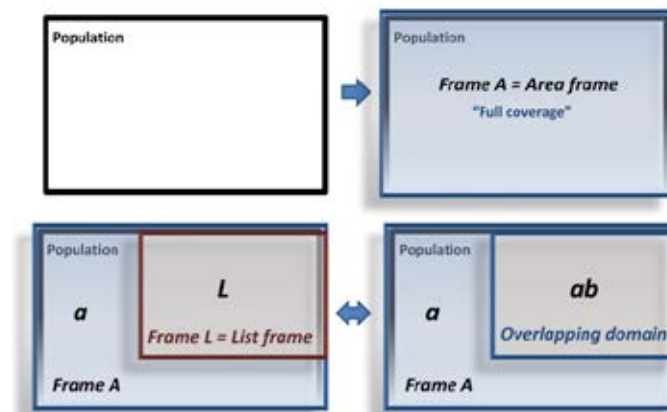 Population
Population
Frame A = Area frame
"Full coverage"
Population
L
a
Frame L = List frame
Frame A
Population
ab
a
Overlapping domain
Frame A